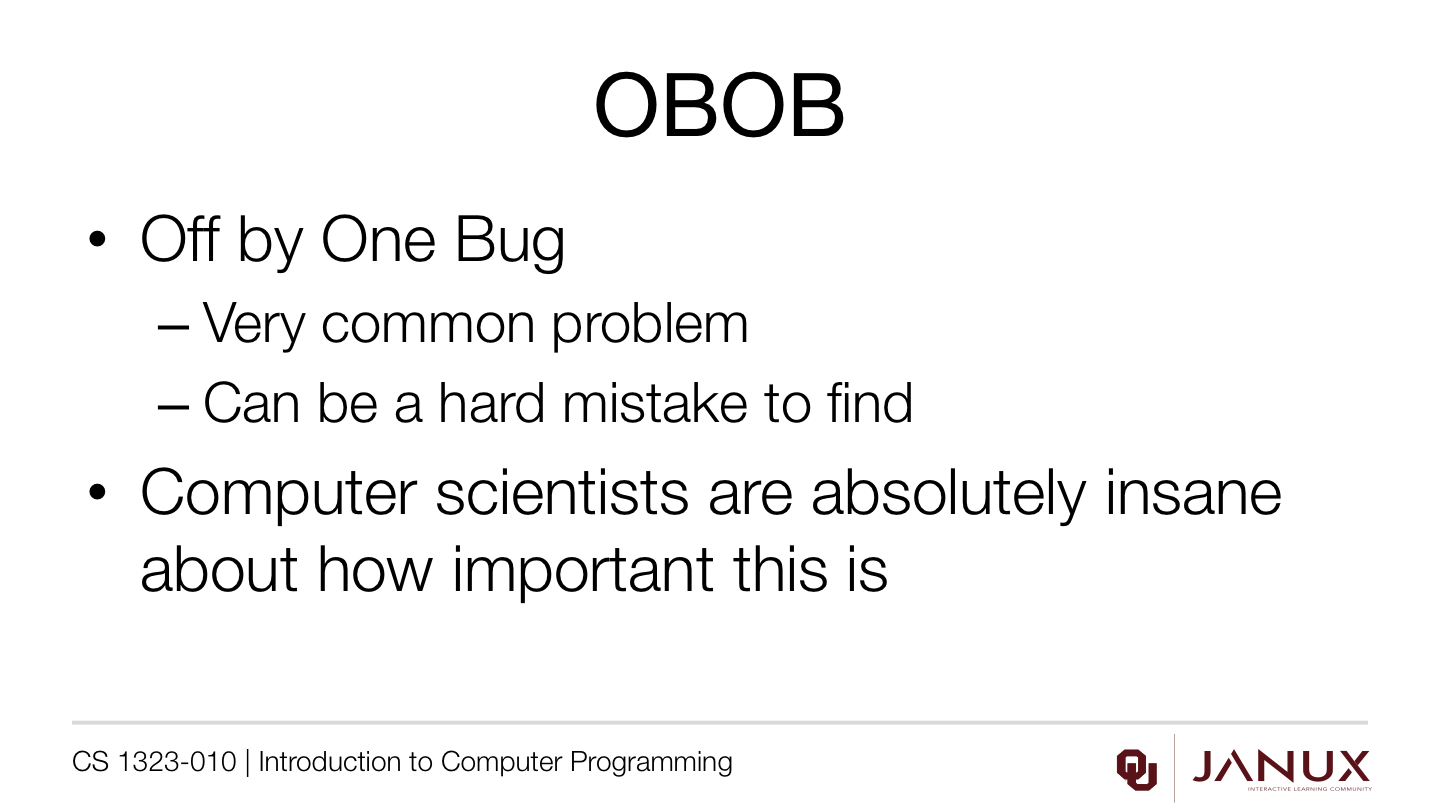 OBOB
• Off by One Bug
– Very common problem
– Can be a hard mistake to find
• Computer scientists are absolutely insane
about how important this is
CS 1323-010 | Introduction to Computer Programming
OU
JANUX
INTERACTIVE LEARNING COMMUNITY